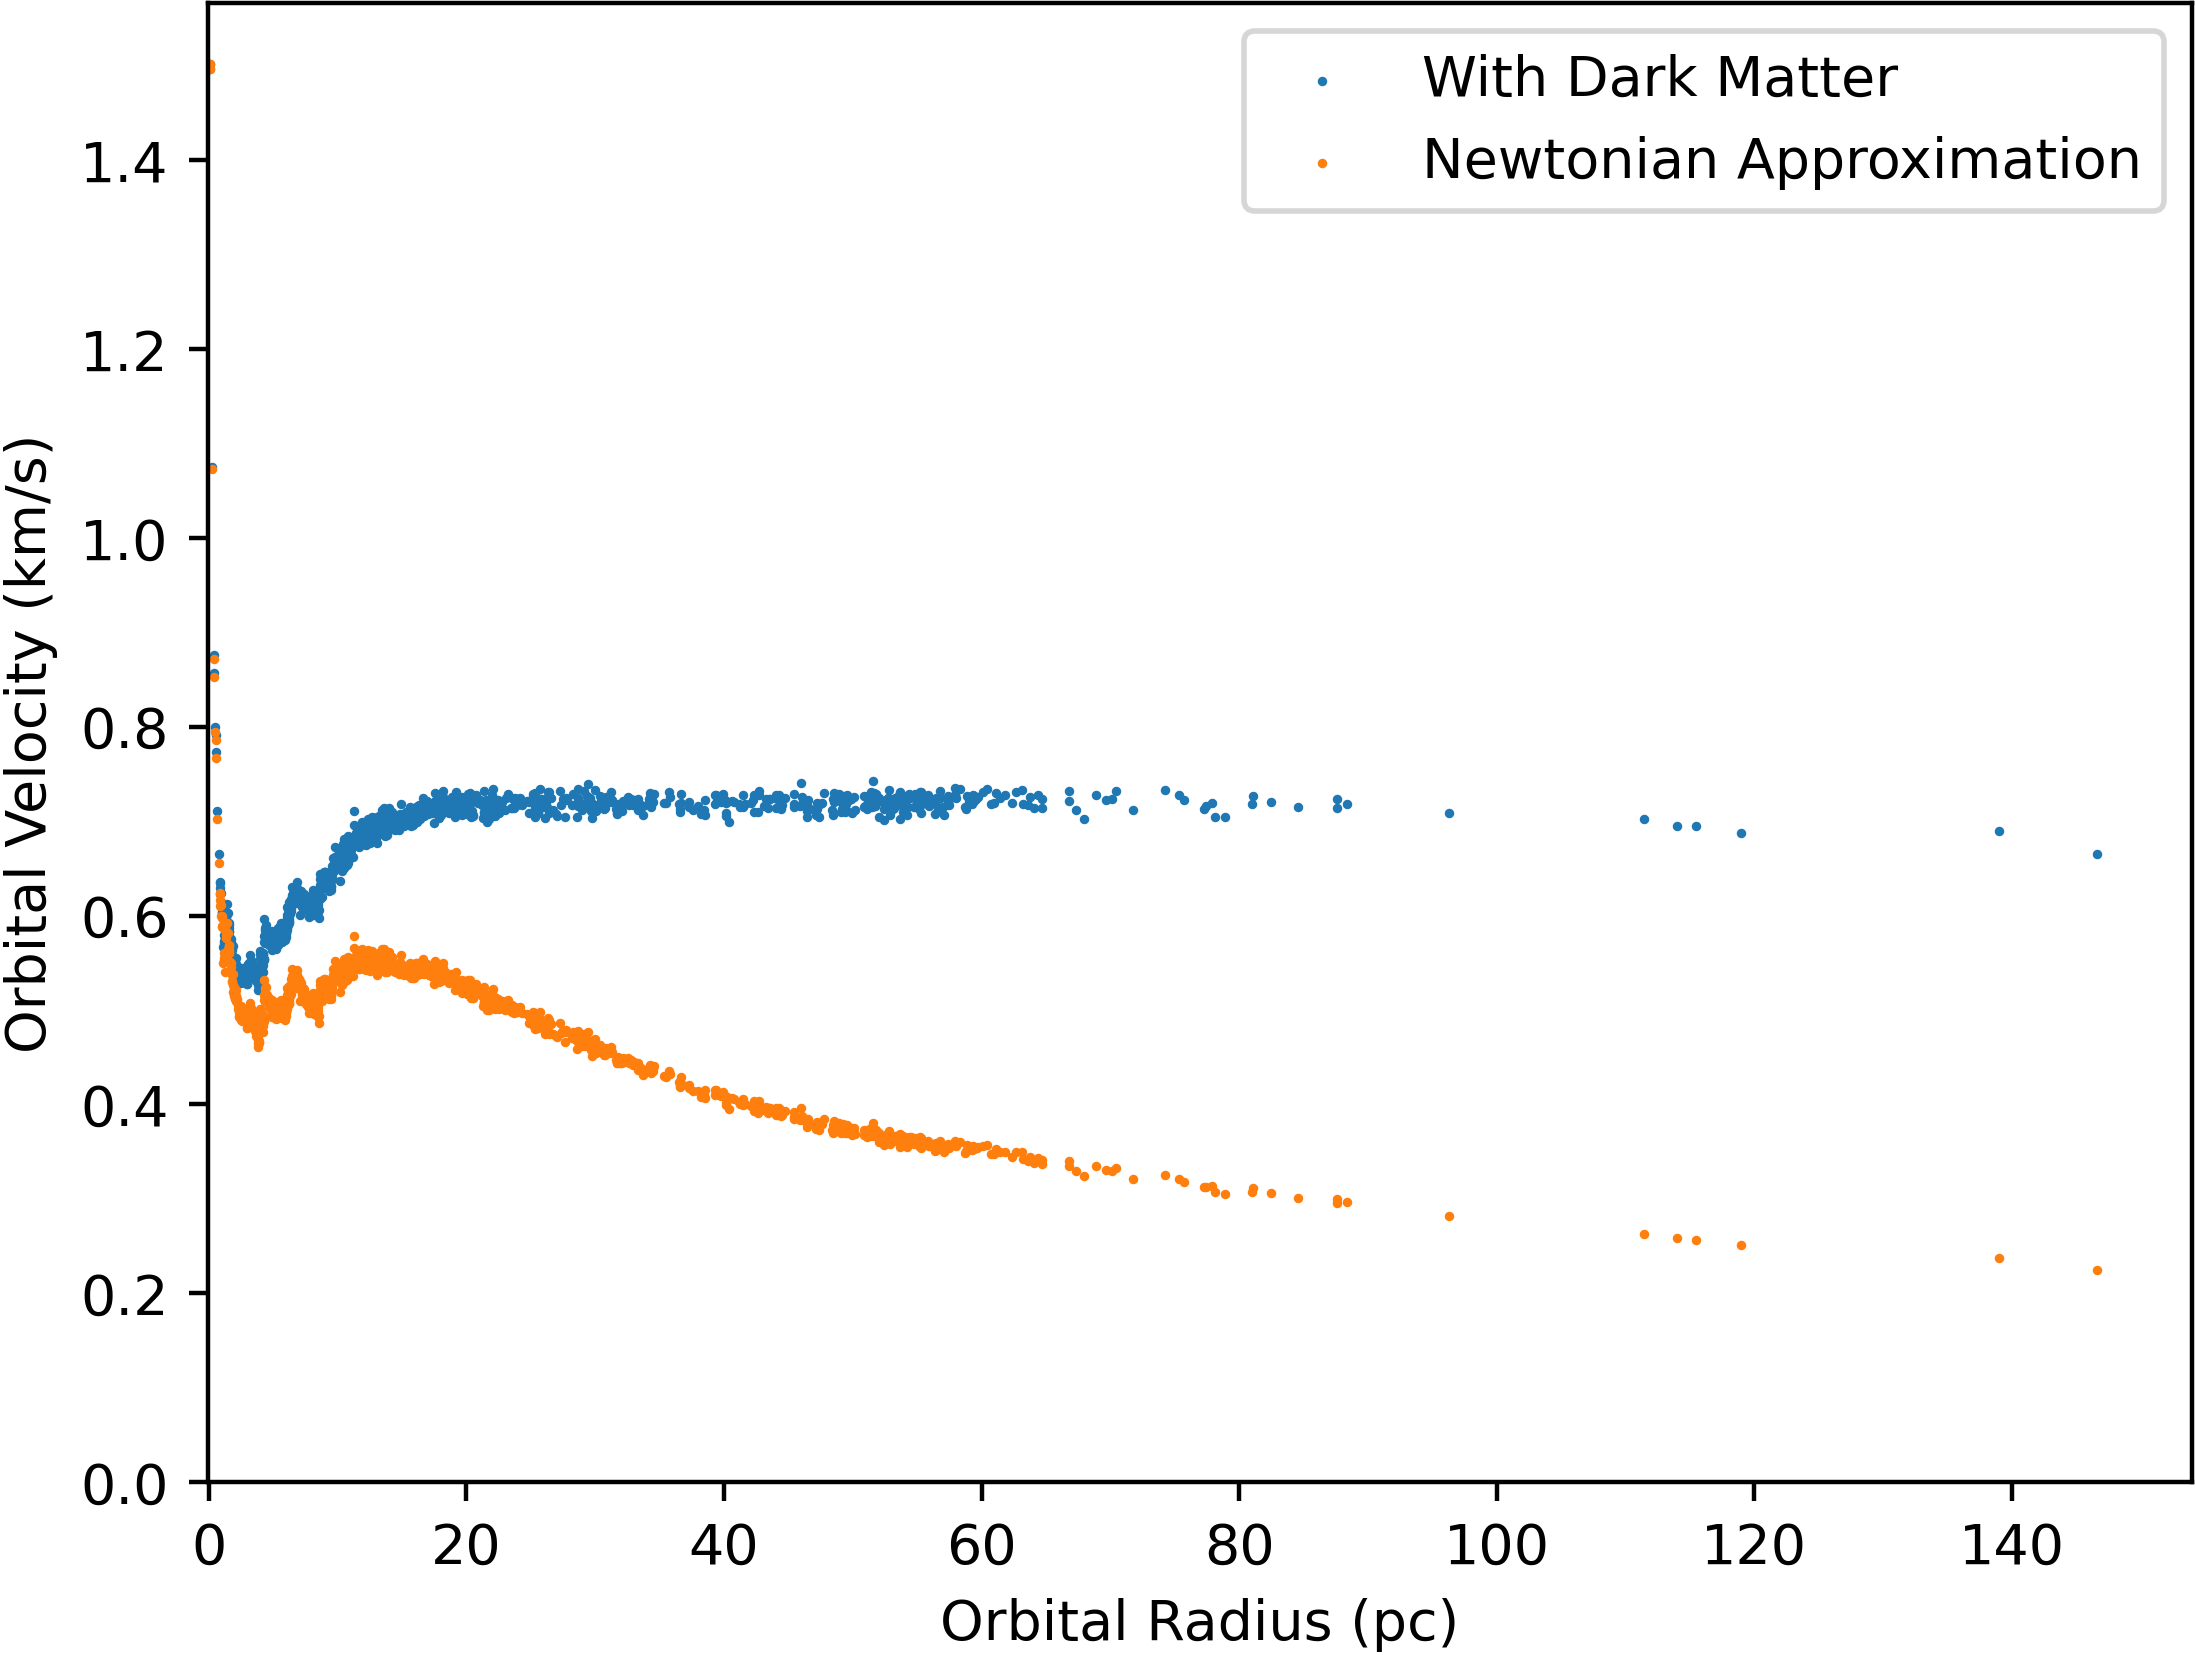 With Dark Matter
Newtonian Approximation
1.4
1.2
1.0
0.8
0.6
0.4
0.2
0.0
Orbital Velocity (km/s)
0 20 40 60 80 100 120 140
Orbital Radius (pc)